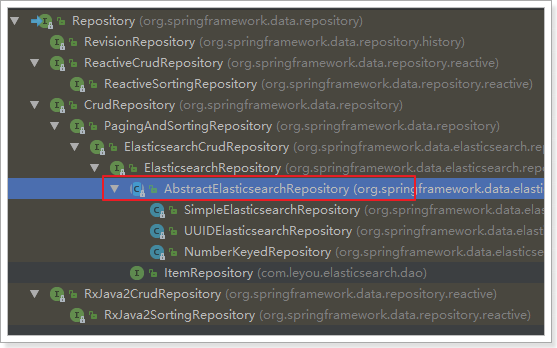 Repository (org.springframework.data.repository)
RevisionRepository (org.springframework.data.repository.history)
ReactiveCrudRepository (org.springframework.data.repository.reactive)
ReactiveSortingRepository (org.springframework.data.repository.reactive)
CrudRepository (org.springframework.data.repository)
PagingAndSortingRepository (org.springframework.data.repository)
ElasticsearchCrudRepository (org.springframework.data.elasticsearch.re
ElasticsearchRepository (org.springframework.data.elasticsearch.repo
AbstractElasticsearchRepository (org.springframework.data.elasti
SimpleElasticsearchRepository (org.springframework.data.elast
UUIDElasticsearchRepository (org.springframework.data.elastic
NumberKeyedRepository (org.springframework.data.elasticsea
ItemRepository (com.leyou.elasticsearch.dao)
RxJava2CrudRepository (org.springframework.data.repository.reactive)
RxJava2SortingRepository (org.springframework.data.repository.reactive)